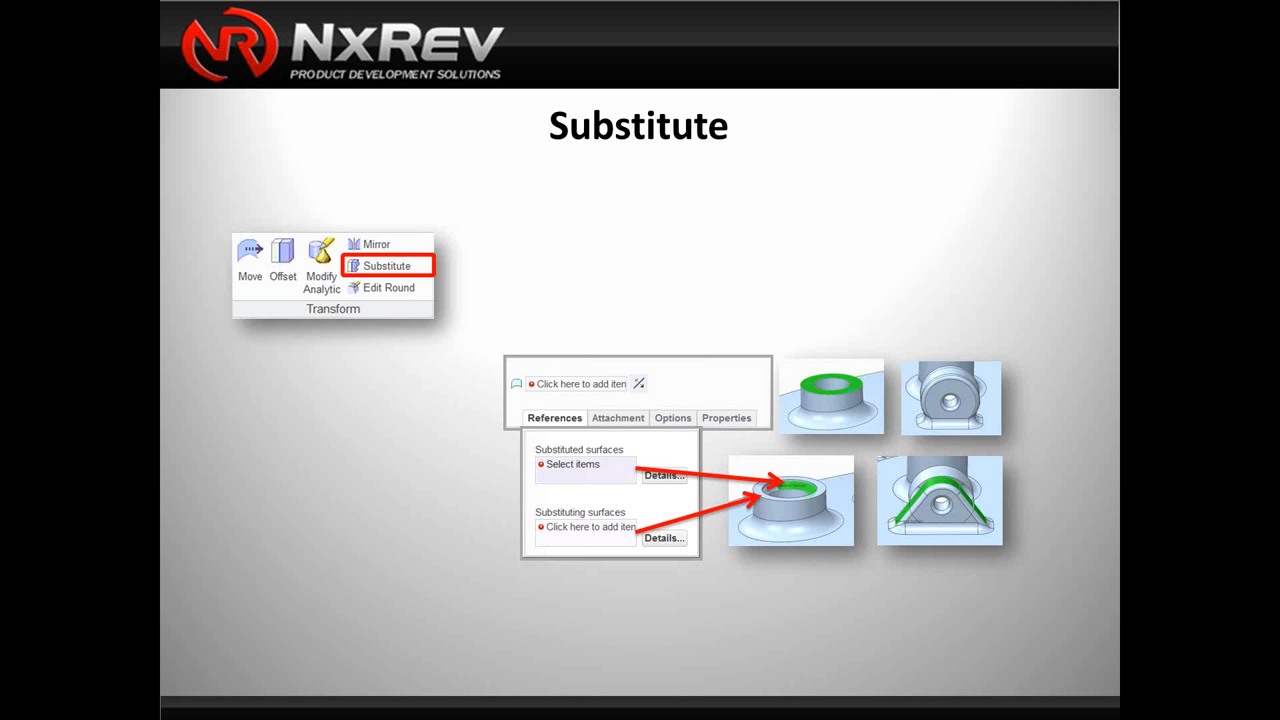 NxRev
PRODUCT DEVELOPMENT SOLUTIONS
Substitute
Move
Offset
Modify
Analytic
Mirror
Substitute
Edit Round
Transform
Click here to add iten
References
Attachment
Options
Properties
Substituted surfaces
Select items
Details...
Substituting surfaces
Click here to add iten
Details...